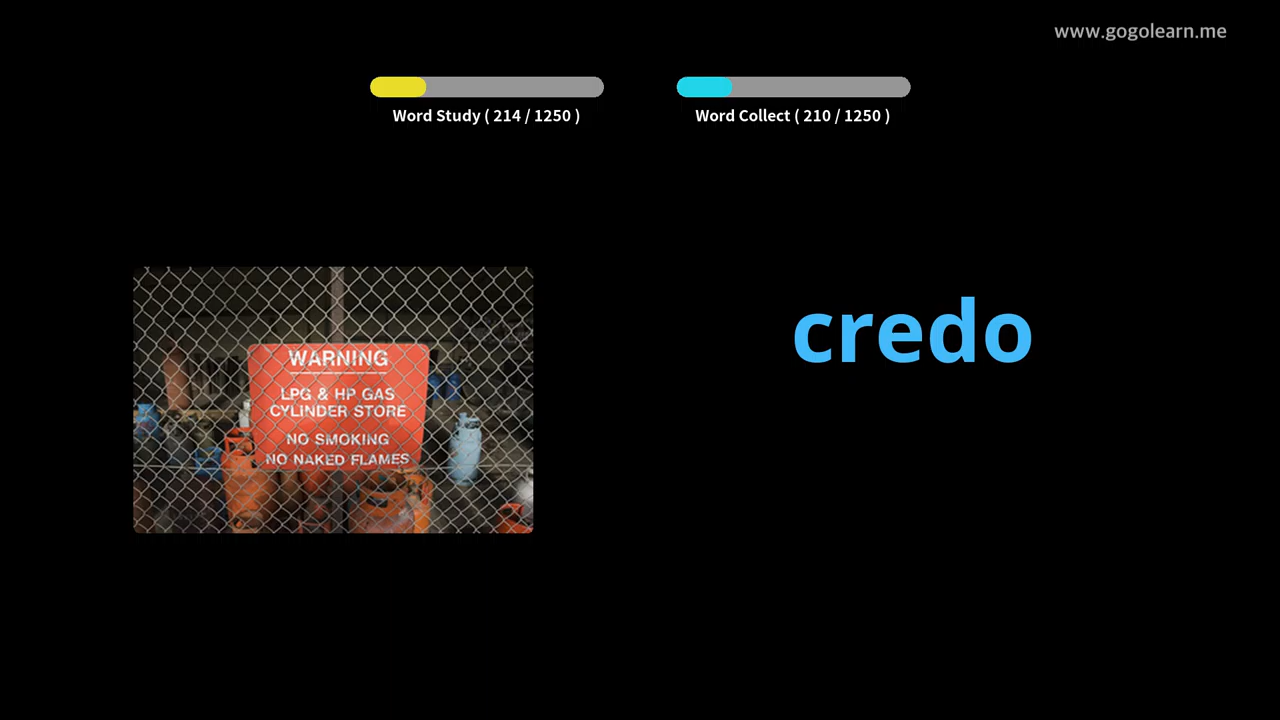 www.gogolearn.me
Word Study ( 214 / 1250 )
Word Collect ( 210 / 1250 )
credo
WARNING
LPG & HP GAS
CYLINDER STORE
NO SMOKING
NO NAKED FLAMES